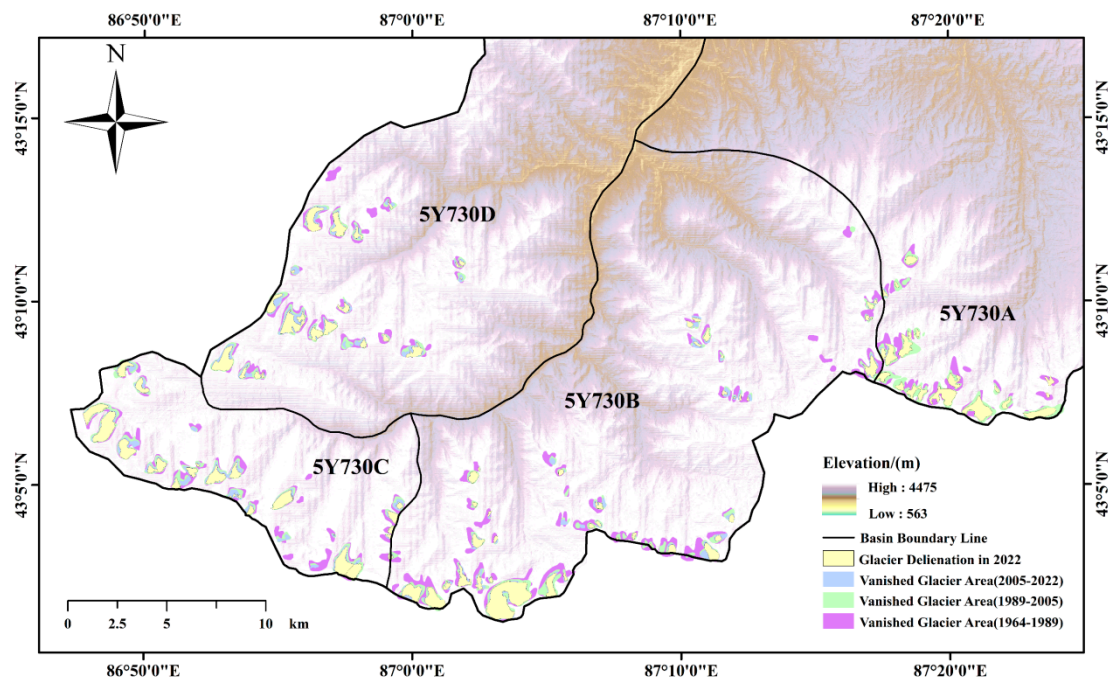 86°50'0"E 87°0'0"E 87°10'0"E 87°20'0"E
N
43°15'0"N
43°15'0"N
5Y730D
43°10'0"N
43°10'0"N
5Y730A
5Y730B
5Y730C
43°5'0"N
43°5'0"N
Elevation/(m)
High : 4475
Low : 563
Basin Boundary Line
Glacier Delienation in 2022
Vanished Glacier Area(2005-2022)
Vanished Glacier Area(1989-2005)
Vanished Glacier Area(1964-1989)
0 2.5 5 10 km
86°50'0"E 87°0'0"E 87°10'0"E 87°20'0"E